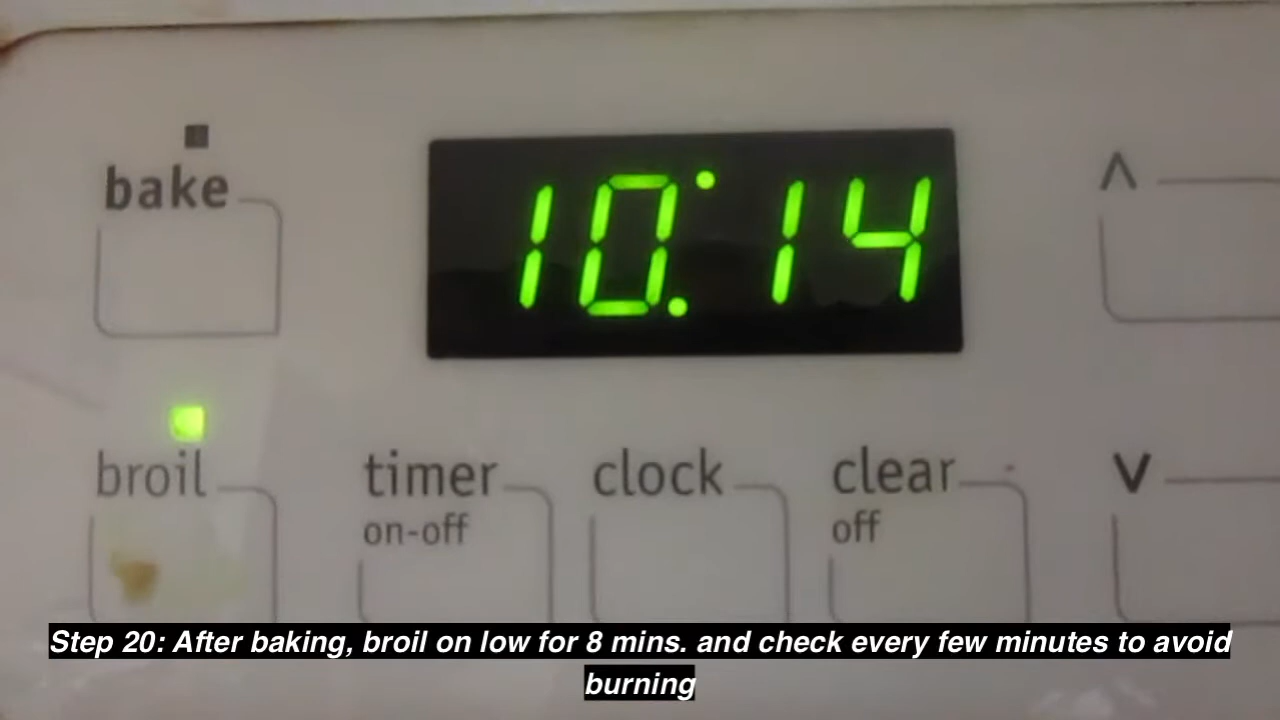 bake
10:14
^
broil
timer
on-off
clock
clear
off
v
Step 20: After baking, broil on low for 8 mins. and check every few minutes to avoid
burning